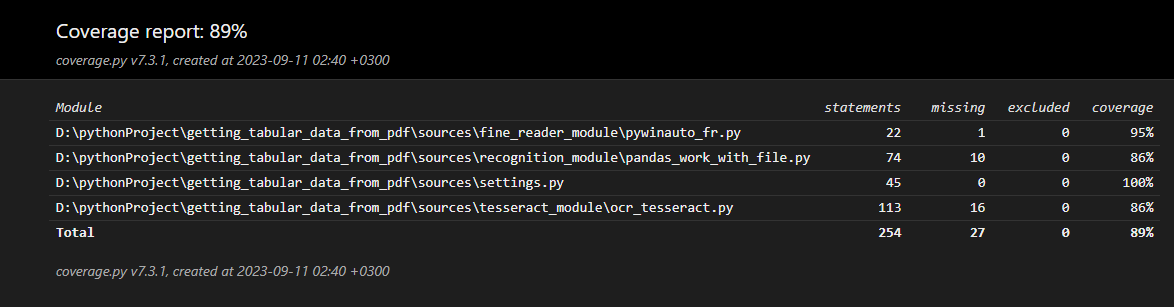 Coverage report: 89%
coverage.py v7.3.1, created at 2023-09-11 02:40 +0300
Module statements missing excluded coverage
D:\pythonProject\getting_tabular_data_from_pdf\sources\fine_reader_module\pywinauto_fr.py 22 1 0 95%
D:\pythonProject\getting_tabular_data_from_pdf\sources\recognition_module\pandas_work_with_file.py 74 10 0 86%
D:\pythonProject\getting_tabular_data_from_pdf\sources\settings.py 45 0 0 100%
D:\pythonProject\getting_tabular_data_from_pdf\sources\tesseract_module\ocr_tesseract.py 113 16 0 86%
Total 254 27 0 89%
coverage.py v7.3.1, created at 2023-09-11 02:40 +0300